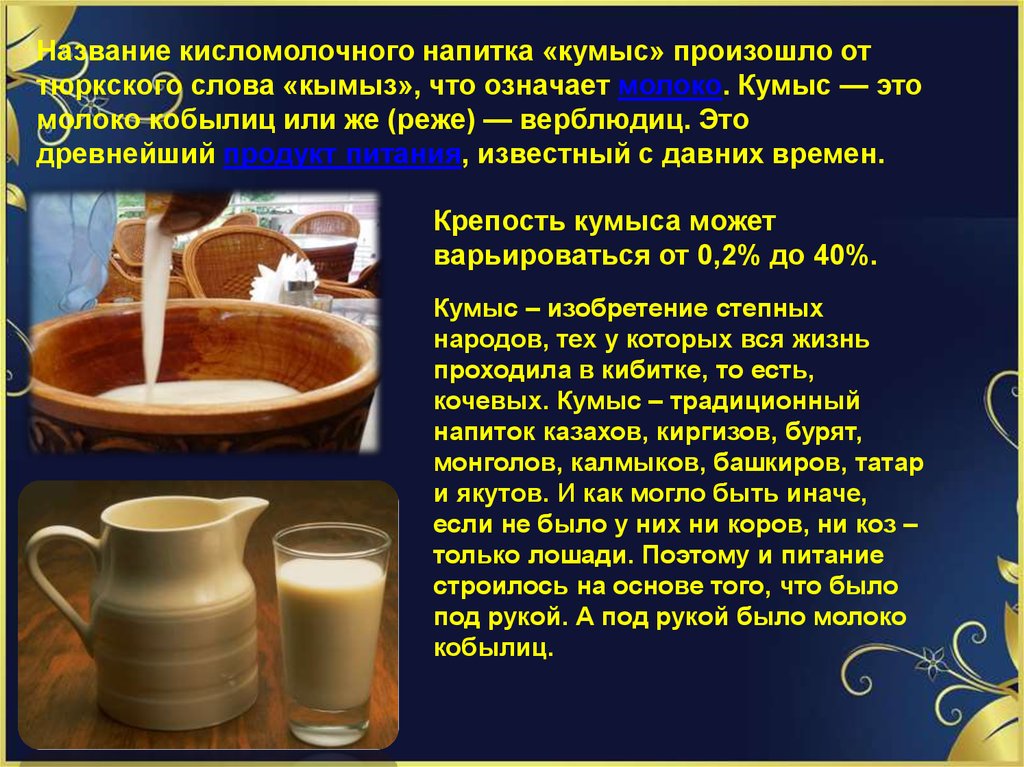 Название кисломолочного напитка «кумыс» произошло от
тюркского слова «кымыз», что означает молоко. Кумыс — это
молоко кобылиц или же (реже) — верблюдиц. Это
древнейший продукт питания, известный с давних времен.
Крепость кумыса может
варьироваться от 0,2% до 40%.
Кумыс – изобретение степных
народов, тех у которых вся жизнь
проходила в кибитке, то есть,
кочевых. Кумыс – традиционный
напиток казахов, киргизов, бурят,
монголов, калмыков, башкиров, татар
и якутов. И как могло быть иначе,
если не было у них ни коров, ни коз –
только лошади. Поэтому и питание
строилось на основе того, что было
под рукой. А под рукой было молоко
кобылиц.